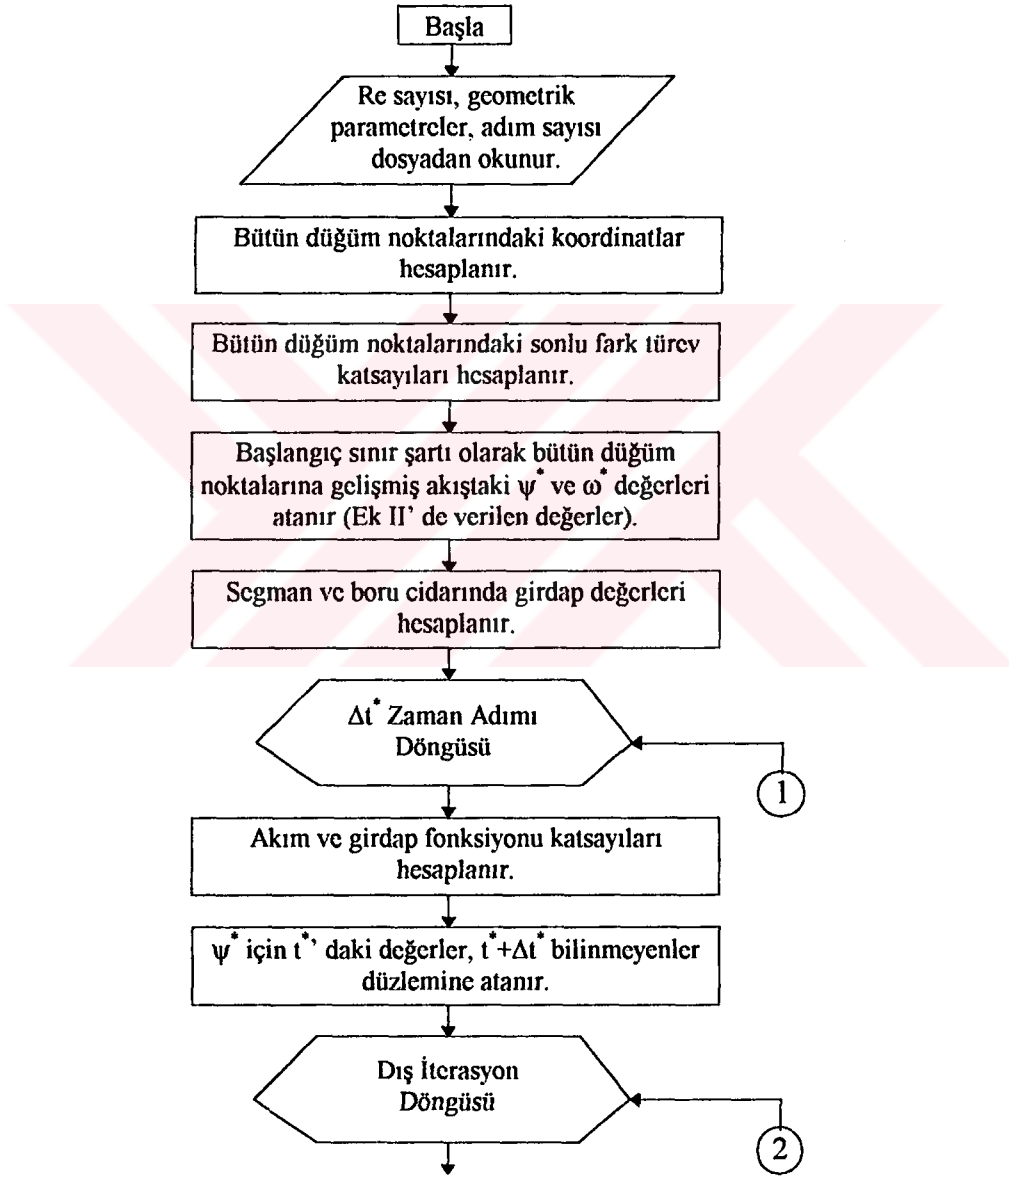 Başla
Re sayısı, geometrik
parametreler, adım sayısı
dosyadan okunur.
Bütün düğüm noktalarındaki koordinatlar
hesaplanır.
Bütün düğüm noktalarındaki sonlu fark türev
katsayıları hesaplanır.
Başlangıç sınır şartı olarak bütün düğüm
noktalarına gelişmiş akıştaki ψ* ve ω* değerleri
atanır (Ek II' de verilen değerler).
Segman ve boru cidarında girdap değerleri
hesaplanır.
Δt* Zaman Adımı
Döngüsü
1
Akım ve girdap fonksiyonu katsayıları
hesaplanır.
ψ* için t*' daki değerler, t*+Δt* bilinmeyenler
düzlemine atanır.
Dış İterasyon
Döngüsü
2